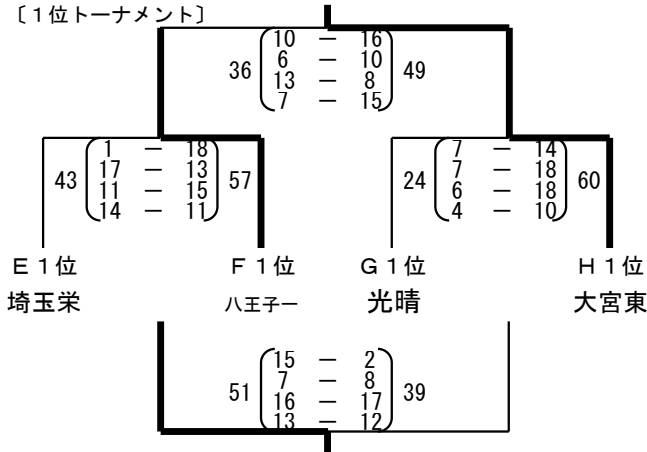 〔１位トーナメント〕
36 10 － 16 49
6 － 10
13 － 8
7 － 15
43 1 － 18 57
17 － 13
11 － 15
14 － 11
24 7 － 14 60
7 － 18
6 － 18
4 － 10
Ｅ１位 Ｆ１位 Ｇ１位 Ｈ１位
埼玉栄 八王子一 光晴 大宮東
51 15 － 2 39
7 － 8
16 － 17
13 － 12